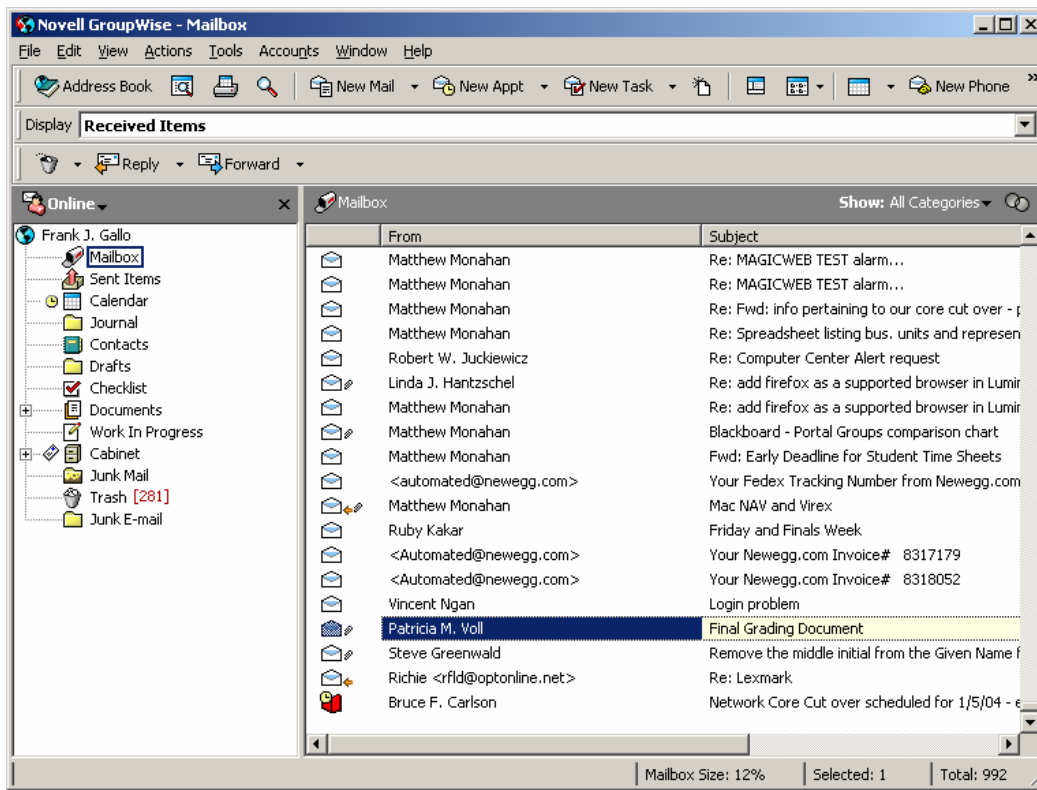 Novell GroupWise - Mailbox
File Edit View Actions Tools Accounts Window Help
Address Book New Mail New Appt New Task New Phone »
Display Received Items
Reply Forward
Online
Mailbox Show: All Categories
Frank J. Gallo
Mailbox
Sent Items
Calendar
Journal
Contacts
Drafts
Checklist
Documents
Work In Progress
Cabinet
Junk Mail
Trash [281]
Junk E-mail
From Subject
Matthew Monahan Re: MAGICWEB TEST alarm...
Matthew Monahan Re: MAGICWEB TEST alarm...
Matthew Monahan Re: Fwd: info pertaining to our core cut over -
Matthew Monahan Re: Spreadsheet listing bus. units and represen
Robert W. Juckiewicz Re: Computer Center Alert request
Linda J. Hantzschel Re: add firefox as a supported browser in Lumin
Matthew Monahan Re: add firefox as a supported browser in Lumin
Matthew Monahan Blackboard - Portal Groups comparison chart
Matthew Monahan Fwd: Early Deadline for Student Time Sheets
<automated@newegg.com> Your Fedex Tracking Number from Newegg.com
Matthew Monahan Mac NAV and Virex
Ruby Kakar Friday and Finals Week
<Automated@newegg.com> Your Newegg.com Invoice# 8317179
<Automated@newegg.com> Your Newegg.com Invoice# 8318052
Vincent Ngan Login problem
Patricia M. Voll Final Grading Document
Steve Greenwald Remove the middle initial from the Given Name
Richie <rfld@optonline.net> Re: Lexmark
Bruce F. Carlson Network Core Cut over scheduled for 1/5/04 -
Mailbox Size: 12% Selected: 1 Total: 992